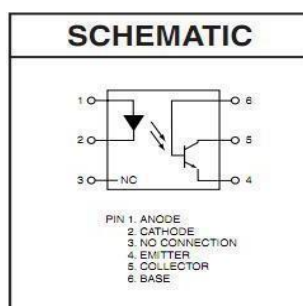 SCHEMATIC
1 6
2 5
3 NC 4
PIN 1. ANODE
2. CATHODE
3. NO CONNECTION
4. EMITTER
5. COLLECTOR
6. BASE